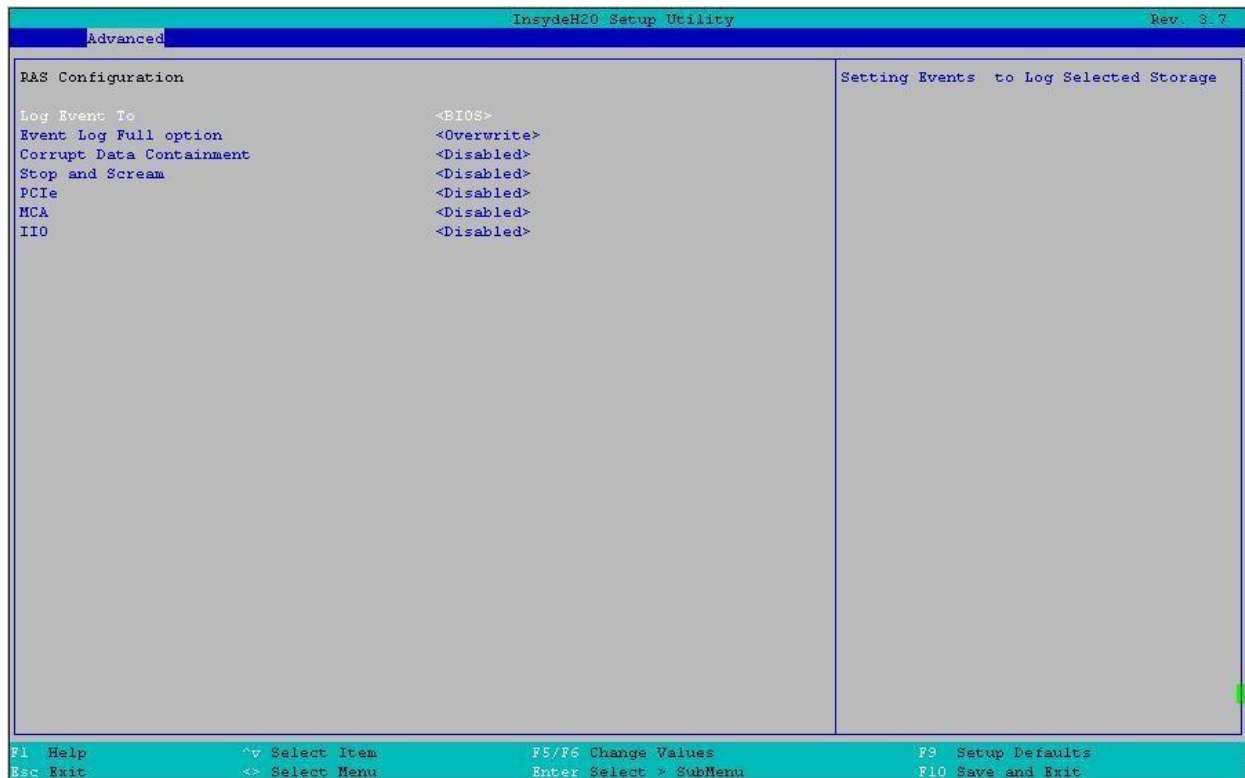 InsydeH20 Setup Utility Rev. 3.7
Advanced
RAS Configuration
Setting Events to Log Selected Storage
Log Event To <BIOS>
Event Log Full option <Overwrite>
Corrupt Data Containment <Disabled>
Stop and Scream <Disabled>
PCIe <Disabled>
MCA <Disabled>
IIO <Disabled>
F1 Help ^v Select Item F5/F6 Change Values F9 Setup Defaults
Esc Exit <> Select Menu Enter Select > SubMenu F10 Save and Exit